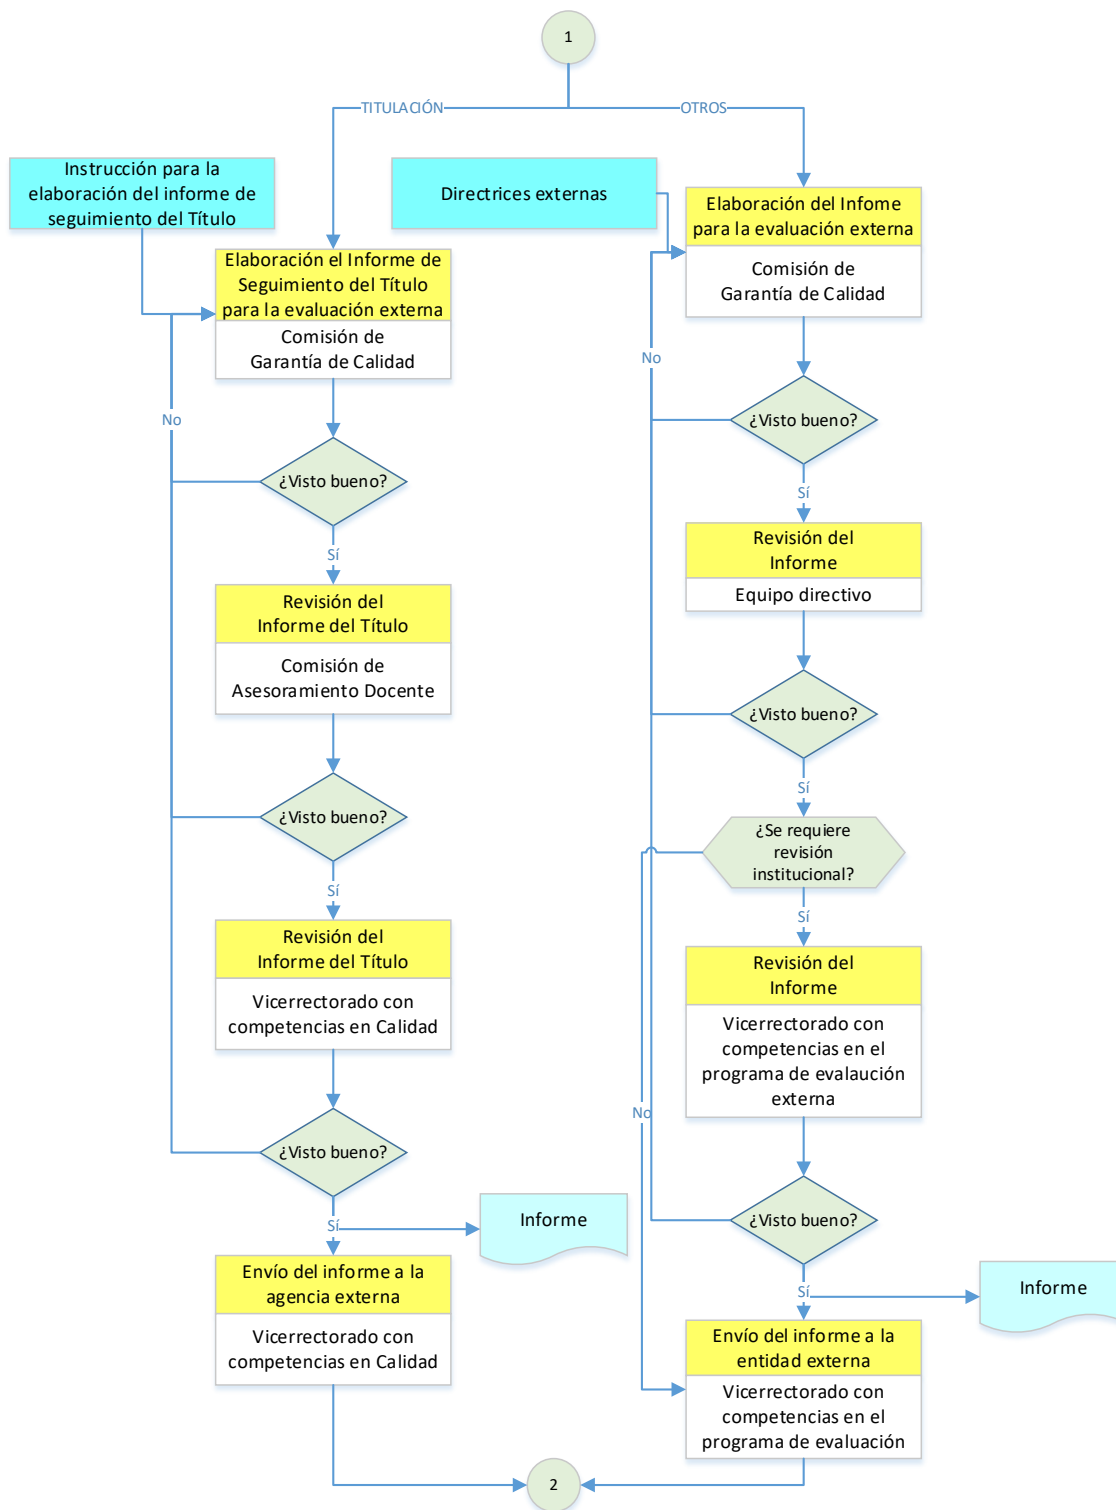 1
TITULACIÓN
OTROS
Instrucción para la
elaboración del informe de
seguimiento del Título
Directrices externas
Elaboración el Informe de
Seguimiento del Título
para la evaluación externa
Comisión de
Garantía de Calidad
No
¿Visto bueno?
Sí
Revisión del
Informe del Título
Comisión de
Asesoramiento Docente
¿Visto bueno?
Sí
Revisión del
Informe del Título
Vicerrectorado con
competencias en Calidad
¿Visto bueno?
Sí
Informe
Envío del informe a la
agencia externa
Vicerrectorado con
competencias en Calidad
Elaboración del Infome
para la evaluación externa
Comisión de
Garantía de Calidad
No
¿Visto bueno?
Sí
Revisión del
Informe
Equipo directivo
¿Visto bueno?
Sí
¿Se requiere
revisión
institucional?
Sí
Revisión del
Informe
Vicerrectorado con
competencias en el
programa de evalaución
externa
No
¿Visto bueno?
Sí
Informe
Envío del informe a la
entidad externa
Vicerrectorado con
competencias en el
programa de evaluación
2